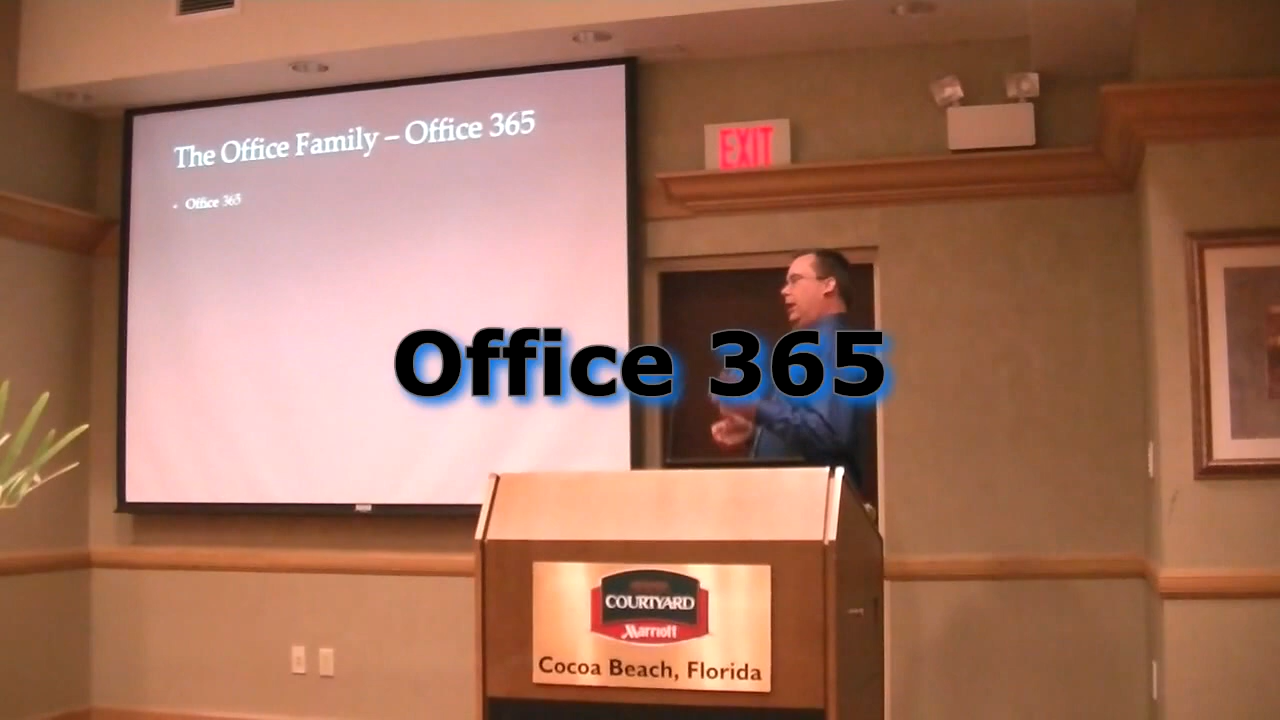 The Office Family – Office 365
• Office 365
EXIT
Office 365
COURTYARD
Marriott
Cocoa Beach, Florida